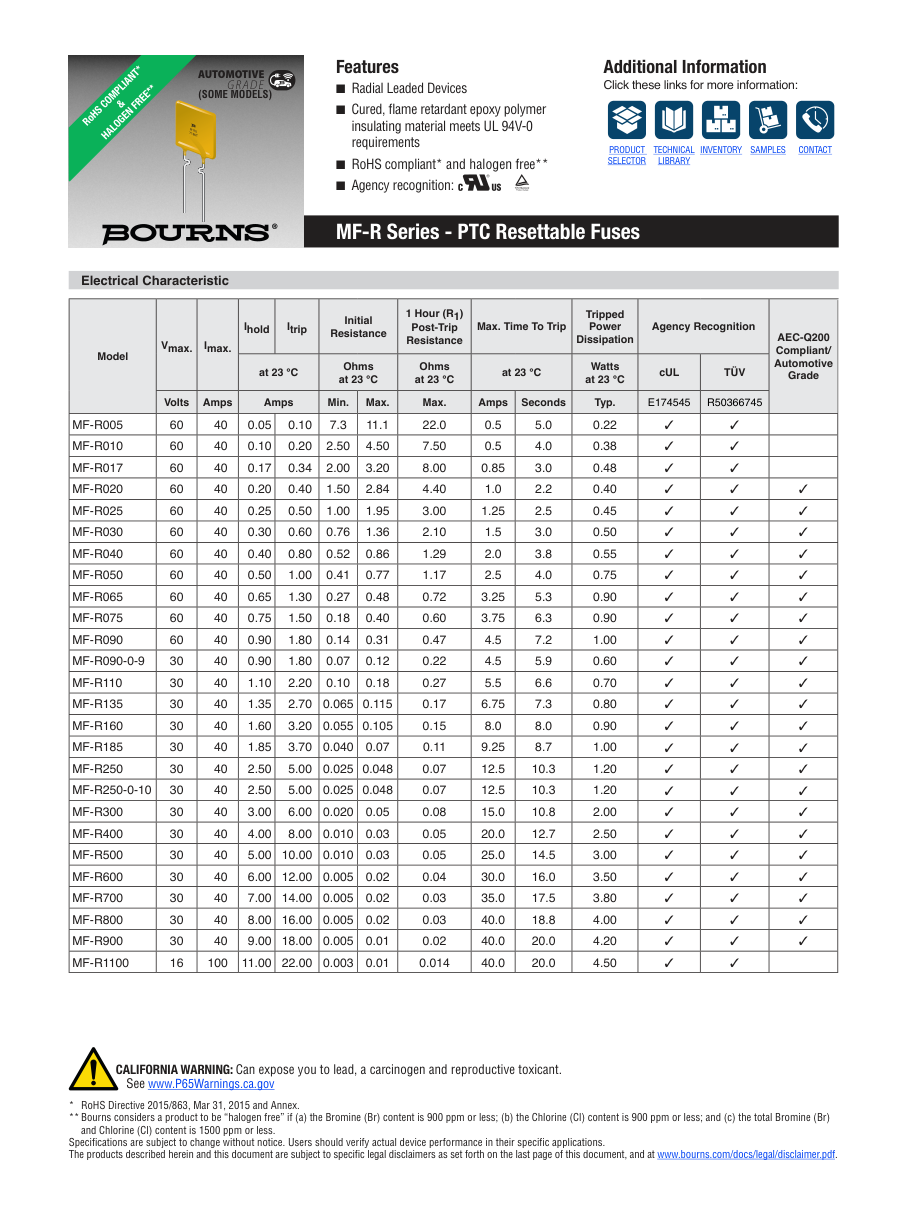 RoHS COMPLIANT*
&
HALOGEN FREE**
AUTOMOTIVE
GRADE
(SOME MODELS)
BOURNS®
Features
■ Radial Leaded Devices
■ Cured, flame retardant epoxy polymer
insulating material meets UL 94V-0
requirements
■ RoHS compliant* and halogen free**
■ Agency recognition: c US
Additional Information
Click these links for more information:
PRODUCT SELECTOR
TECHNICAL LIBRARY
INVENTORY
SAMPLES
CONTACT
MF-R Series - PTC Resettable Fuses
Electrical Characteristic
Model Vmax. Imax. Ihold Itrip Initial Resistance 1 Hour (R1) Post-Trip Resistance Max. Time To Trip Tripped Power Dissipation Agency Recognition AEC-Q200 Compliant/ Automotive Grade
at 23 °C Ohms at 23 °C Ohms at 23 °C at 23 °C Watts at 23 °C cUL TÜV
Volts Amps Amps Min. Max. Max. Amps Seconds Typ. E174545 R50366745
MF-R005 60 40 0.05 0.10 7.3 11.1 22.0 0.5 5.0 0.22 ✓ ✓
MF-R010 60 40 0.10 0.20 2.50 4.50 7.50 0.5 4.0 0.38 ✓ ✓
MF-R017 60 40 0.17 0.34 2.00 3.20 8.00 0.85 3.0 0.48 ✓ ✓
MF-R020 60 40 0.20 0.40 1.50 2.84 4.40 1.0 2.2 0.40 ✓ ✓ ✓
MF-R025 60 40 0.25 0.50 1.00 1.95 3.00 1.25 2.5 0.45 ✓ ✓ ✓
MF-R030 60 40 0.30 0.60 0.76 1.36 2.10 1.5 3.0 0.50 ✓ ✓ ✓
MF-R040 60 40 0.40 0.80 0.52 0.86 1.29 2.0 3.8 0.55 ✓ ✓ ✓
MF-R050 60 40 0.50 1.00 0.41 0.77 1.17 2.5 4.0 0.75 ✓ ✓ ✓
MF-R065 60 40 0.65 1.30 0.27 0.48 0.72 3.25 5.3 0.90 ✓ ✓ ✓
MF-R075 60 40 0.75 1.50 0.18 0.40 0.60 3.75 6.3 0.90 ✓ ✓ ✓
MF-R090 60 40 0.90 1.80 0.14 0.31 0.47 4.5 7.2 1.00 ✓ ✓ ✓
MF-R090-0-9 30 40 0.90 1.80 0.07 0.12 0.22 4.5 5.9 0.60 ✓ ✓ ✓
MF-R110 30 40 1.10 2.20 0.10 0.18 0.27 5.5 6.6 0.70 ✓ ✓ ✓
MF-R135 30 40 1.35 2.70 0.065 0.115 0.17 6.75 7.3 0.80 ✓ ✓ ✓
MF-R160 30 40 1.60 3.20 0.055 0.105 0.15 8.0 8.0 0.90 ✓ ✓ ✓
MF-R185 30 40 1.85 3.70 0.040 0.07 0.11 9.25 8.7 1.00 ✓ ✓ ✓
MF-R250 30 40 2.50 5.00 0.025 0.048 0.07 12.5 10.3 1.20 ✓ ✓ ✓
MF-R250-0-10 30 40 2.50 5.00 0.025 0.048 0.07 12.5 10.3 1.20 ✓ ✓ ✓
MF-R300 30 40 3.00 6.00 0.020 0.05 0.08 15.0 10.8 2.00 ✓ ✓ ✓
MF-R400 30 40 4.00 8.00 0.010 0.03 0.05 20.0 12.7 2.50 ✓ ✓ ✓
MF-R500 30 40 5.00 10.00 0.010 0.03 0.05 25.0 14.5 3.00 ✓ ✓ ✓
MF-R600 30 40 6.00 12.00 0.005 0.02 0.04 30.0 16.0 3.50 ✓ ✓ ✓
MF-R700 30 40 7.00 14.00 0.005 0.02 0.03 35.0 17.5 3.80 ✓ ✓ ✓
MF-R800 30 40 8.00 16.00 0.005 0.02 0.03 40.0 18.8 4.00 ✓ ✓ ✓
MF-R900 30 40 9.00 18.00 0.005 0.01 0.02 40.0 20.0 4.20 ✓ ✓ ✓
MF-R1100 16 100 11.00 22.00 0.003 0.01 0.014 40.0 20.0 4.50 ✓ ✓
CALIFORNIA WARNING: Can expose you to lead, a carcinogen and reproductive toxicant.
See www.P65Warnings.ca.gov
* RoHS Directive 2015/863, Mar 31, 2015 and Annex.
** Bourns considers a product to be “halogen free” if (a) the Bromine (Br) content is 900 ppm or less; (b) the Chlorine (Cl) content is 900 ppm or less; and (c) the total Bromine (Br)
and Chlorine (Cl) content is 1500 ppm or less.
Specifications are subject to change without notice. Users should verify actual device performance in their specific applications.
The products described herein and this document are subject to specific legal disclaimers as set forth on the last page of this document, and at www.bourns.com/docs/legal/disclaimer.pdf.